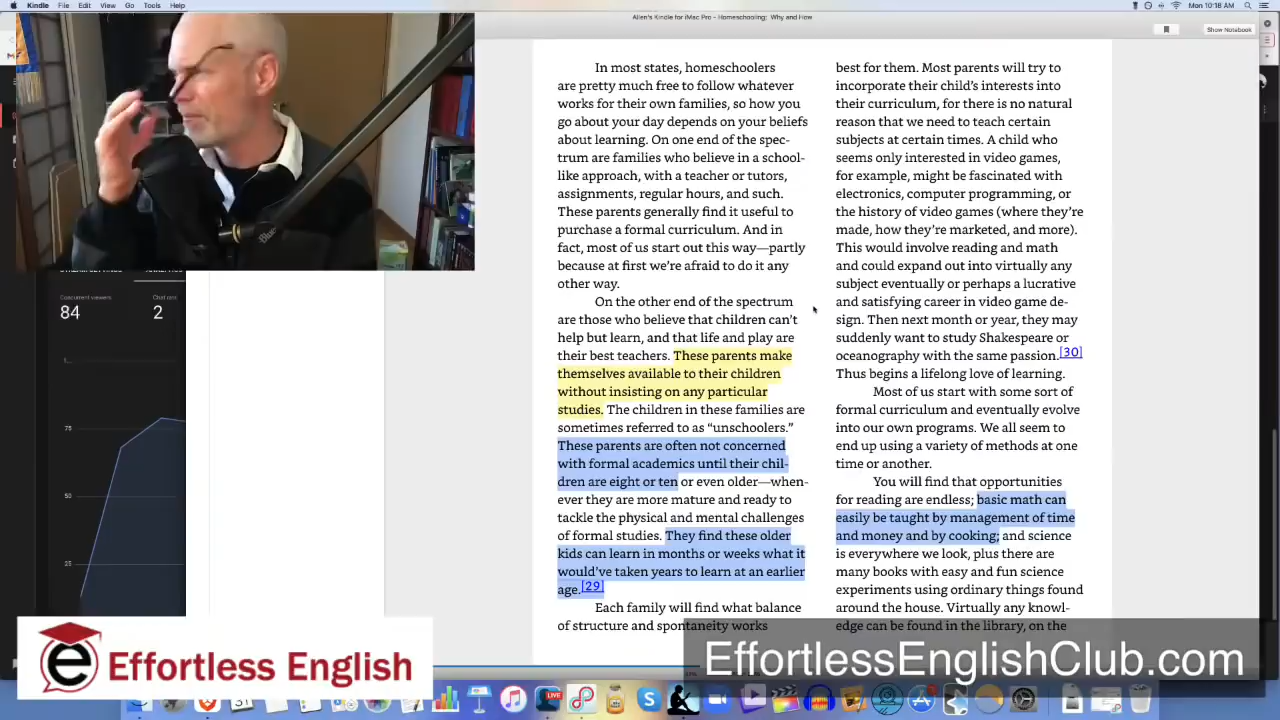 Kindle File Edit View Go Tools Help
Mon 10:18 AM
Allen's Kindle for iMac Pro - Homeschooling: Why and How
Show Notebook
In most states, homeschoolers
are pretty much free to follow whatever
works for their own families, so how you
go about your day depends on your beliefs
about learning. On one end of the spec-
trum are families who believe in a school-
like approach, with a teacher or tutors,
assignments, regular hours, and such.
These parents generally find it useful to
purchase a formal curriculum. And in
fact, most of us start out this way—partly
because at first we're afraid to do it any
other way.
On the other end of the spectrum
are those who believe that children can't
help but learn, and that life and play are
their best teachers. These parents make
themselves available to their children
without insisting on any particular
studies. The children in these families are
sometimes referred to as “unschoolers.”
These parents are often not concerned
with formal academics until their chil-
dren are eight or ten or even older—when-
ever they are more mature and ready to
tackle the physical and mental challenges
of formal studies. They find these older
kids can learn in months or weeks what it
would've taken years to learn at an earlier
age.[29]
Each family will find what balance
of structure and spontaneity works
best for them. Most parents will try to
incorporate their child's interests into
their curriculum, for there is no natural
reason that we need to teach certain
subjects at certain times. A child who
seems only interested in video games,
for example, might be fascinated with
electronics, computer programming, or
the history of video games (where they're
made, how they're marketed, and more).
This would involve reading and math
and could expand out into virtually any
subject eventually or perhaps a lucrative
and satisfying career in video game de-
sign. Then next month or year, they may
suddenly want to study Shakespeare or
oceanography with the same passion.[30]
Thus begins a lifelong love of learning.
Most of us start with some sort of
formal curriculum and eventually evolve
into our own programs. We all seem to
end up using a variety of methods at one
time or another.
You will find that opportunities
for reading are endless; basic math can
easily be taught by management of time
and money and by cooking; and science
is everywhere we look, plus there are
many books with easy and fun science
experiments using ordinary things found
around the house. Virtually any knowl-
edge can be found in the library, on the
Concurrent viewers
84
2
75
50
25
Blue
LIVE
e Effortless English
EffortlessEnglishClub.com